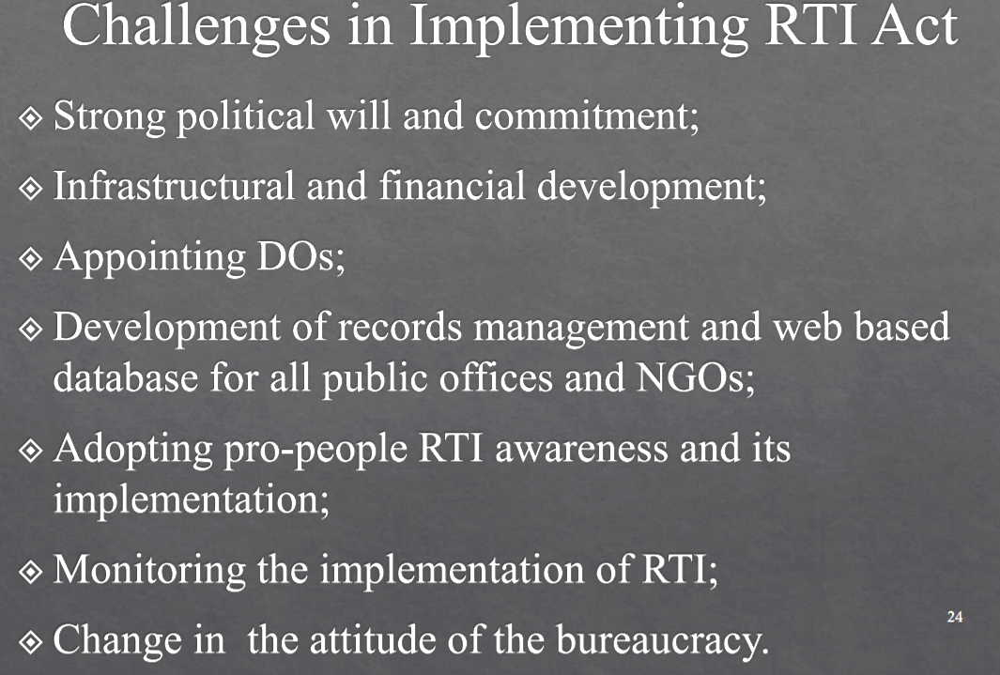 Challenges in Implementing RTI Act
Strong political will and commitment;
Infrastructural and financial development;
Appointing DOs;
Development of records management and web based
database for all public offices and NGOs;
Adopting pro-people RTI awareness and its
implementation;
Monitoring the implementation of RTI;
24
Change in  the attitude of the bureaucracy.